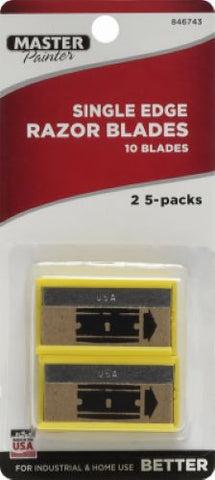 846743
MASTER
Painter
SINGLE EDGE
RAZOR BLADES
10 BLADES
2 5-packs
USA
USA
MADE IN THE
USA
FOR INDUSTRIAL & HOME USE
BETTER